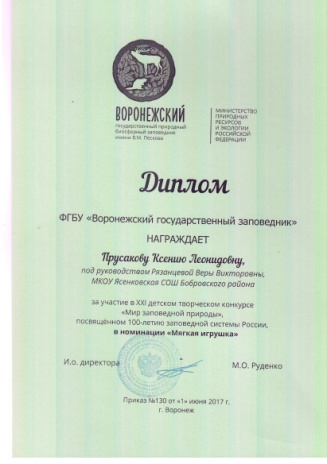 ВОРОНЕЖСКИЙ
государственный природный
биосферный заповедник
имени В.М. Пескова
МИНИСТЕРСТВО
ПРИРОДНЫХ
РЕСУРСОВ
И ЭКОЛОГИИ
РОССИЙСКОЙ
ФЕДЕРАЦИИ
Диплом
ФГБУ «Воронежский государственный заповедник»
НАГРАЖДАЕТ
Прусакову Ксению Леонидовну,
под руководством Рязанцевой Веры Викторовны,
МКОУ Ясенковская СОШ Бобровского района
за участие в XXI детском творческом конкурсе
«Мир заповедной природы»,
посвящённом 100-летию заповедной системы России,
в номинации «Мягкая игрушка»
И.о. директора
М.О. Руденко
Приказ №130 от «1» июня 2017 г.
г. Воронеж